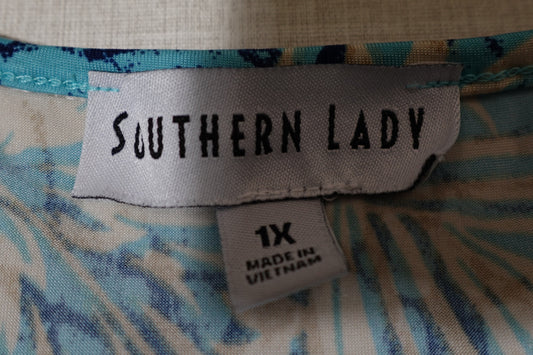 SOUTHERN LADY
1X
MADE IN
VIETNAM